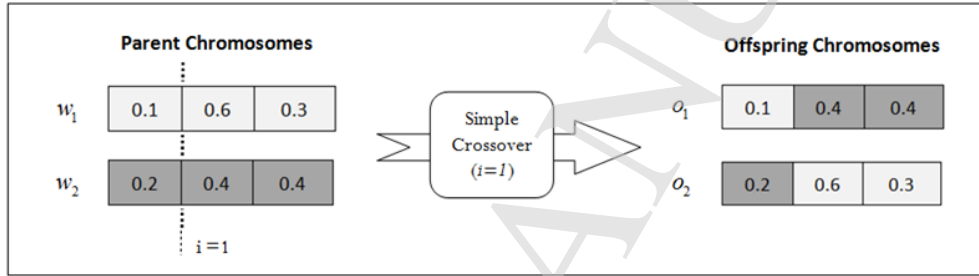 Parent Chromosomes
Offspring Chromosomes
w1 0.1 0.6 0.3
Simple
Crossover
(i=1)
o1 0.1 0.4 0.4
w2 0.2 0.4 0.4
o2 0.2 0.6 0.3
i = 1